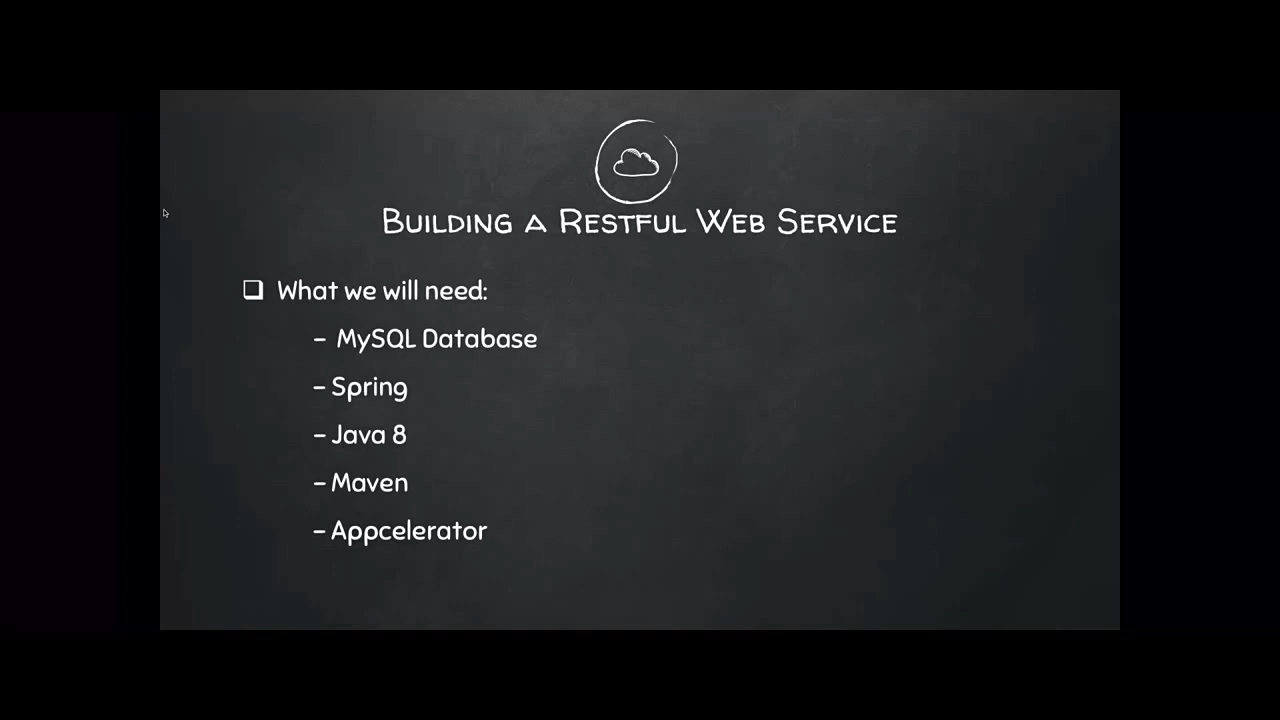 Building a Restful Web Service
❑ What we will need:
– MySQL Database
– Spring
– Java 8
– Maven
– Appcelerator